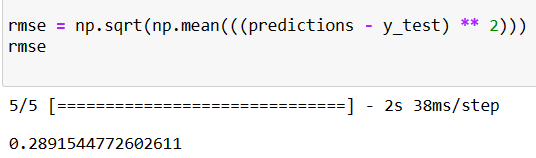 rmse = np.sqrt(np.mean(((predictions - y_test) ** 2)))
rmse
5/5 [==============================] - 2s 38ms/step
0.2891544772602611